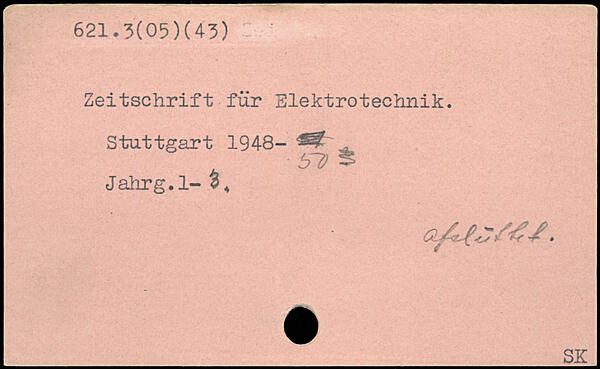 621.3(05)(43)
Zeitschrift für Elektrotechnik.
Stuttgart 1948-
50
Jahrg.1-3.
afsluttet.
SK